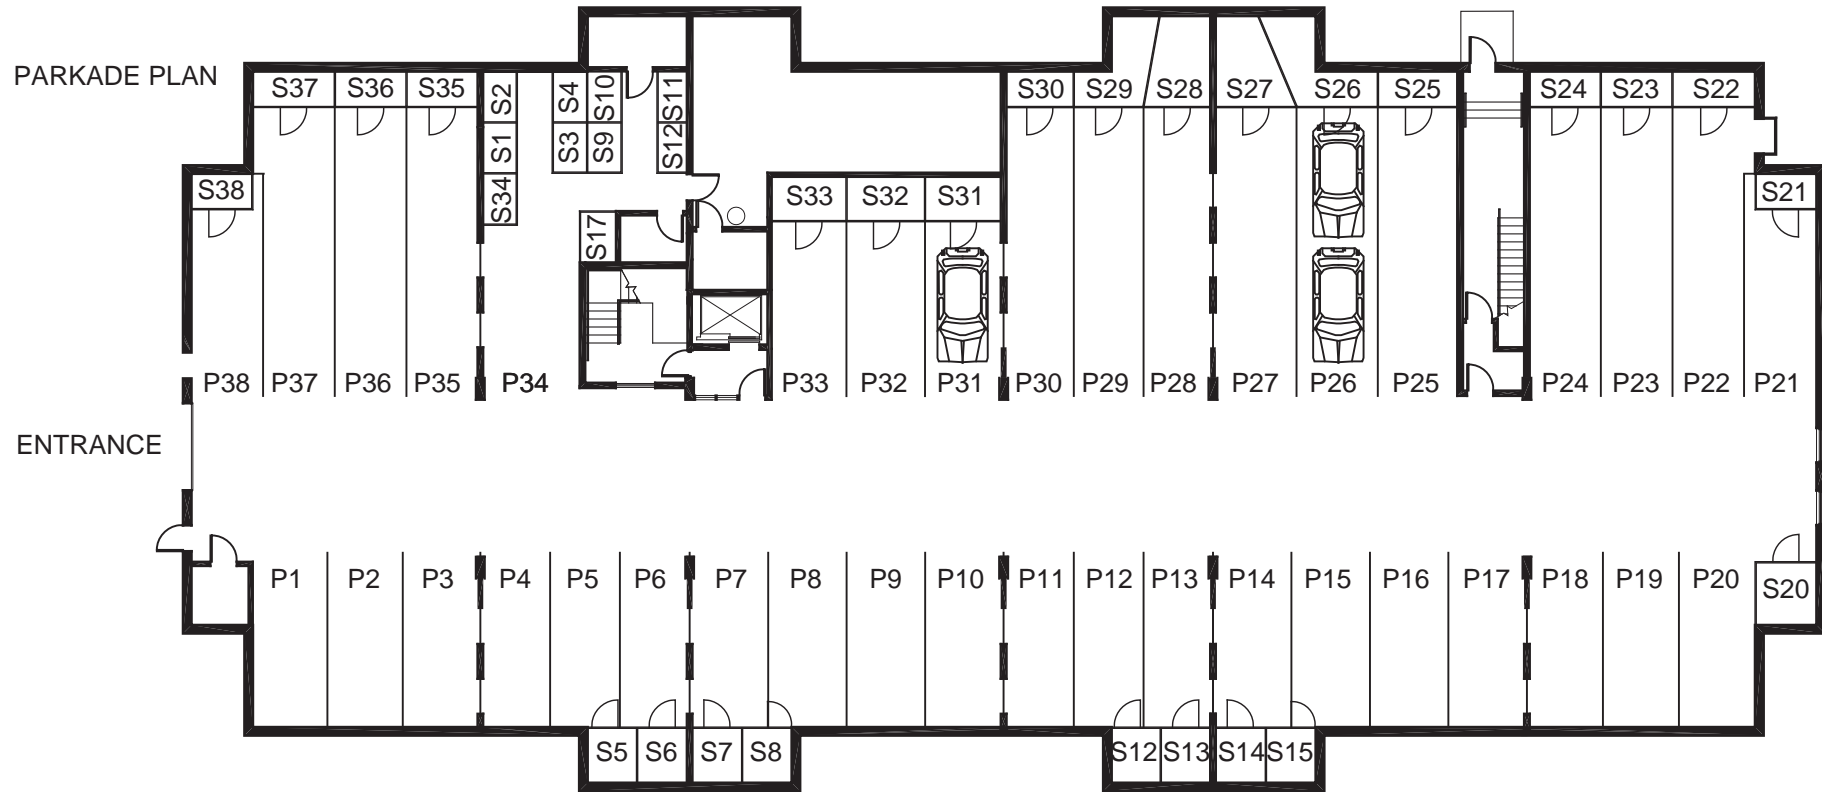 PARKADE PLAN
S37 S36 S35 S2 S4 S10 S11 S30 S29 S28 S27 S26 S25 S24 S23 S22
S1 S3 S9 S12
S38 S34 S33 S32 S31 S21
S17
P38 P37 P36 P35 P34 P33 P32 P31 P30 P29 P28 P27 P26 P25 P24 P23 P22 P21
ENTRANCE
P1 P2 P3 P4 P5 P6 P7 P8 P9 P10 P11 P12 P13 P14 P15 P16 P17 P18 P19 P20
S20
S5 S6 S7 S8 S12 S13 S14 S15